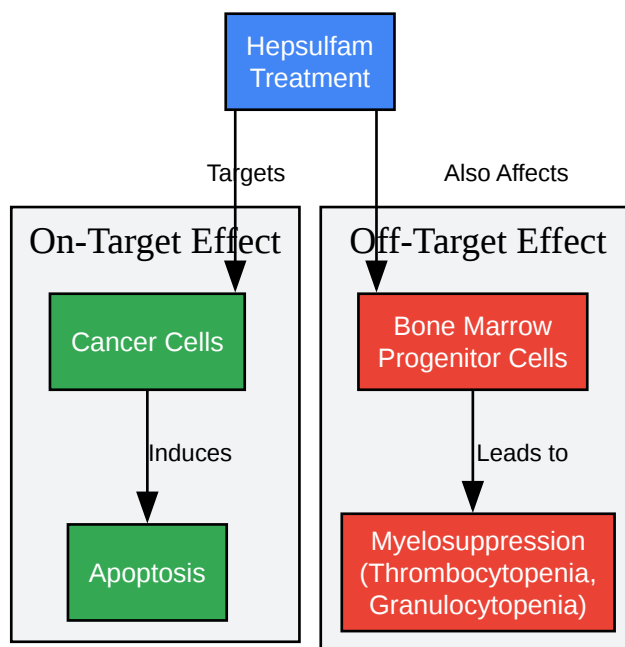 Hepsulfam
Treatment
Targets
Also Affects
On-Target Effect
Off-Target Effect
Cancer Cells
Bone Marrow
Progenitor Cells
Induces
Leads to
Apoptosis
Myelosuppression
(Thrombocytopenia,
Granulocytopenia)